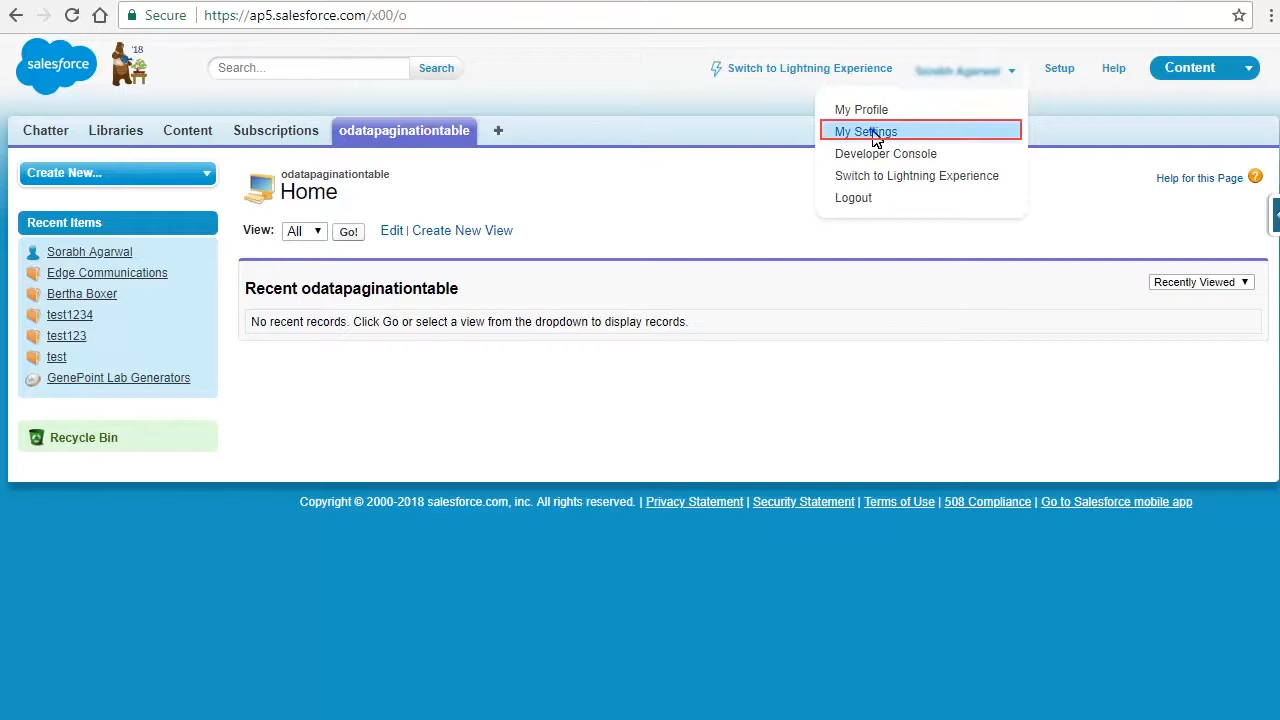 Secure
https://ap5.salesforce.com/x00/o
salesforce
'18
Search...
Search
Switch to Lightning Experience
Setup
Help
Content
My Profile
My Settings
Developer Console
Switch to Lightning Experience
Logout
Chatter
Libraries
Content
Subscriptions
odatapaginationtable
+
Create New...
Recent Items
Sorabh Agarwal
Edge Communications
Bertha Boxer
test1234
test123
test
GenePoint Lab Generators
Recycle Bin
odatapaginationtable
Home
Help for this Page ?
View: All Go! Edit | Create New View
Recent odatapaginationtable
Recently Viewed
No recent records. Click Go or select a view from the dropdown to display records.
Copyright © 2000-2018 salesforce.com, inc. All rights reserved. | Privacy Statement | Security Statement | Terms of Use | 508 Compliance | Go to Salesforce mobile app